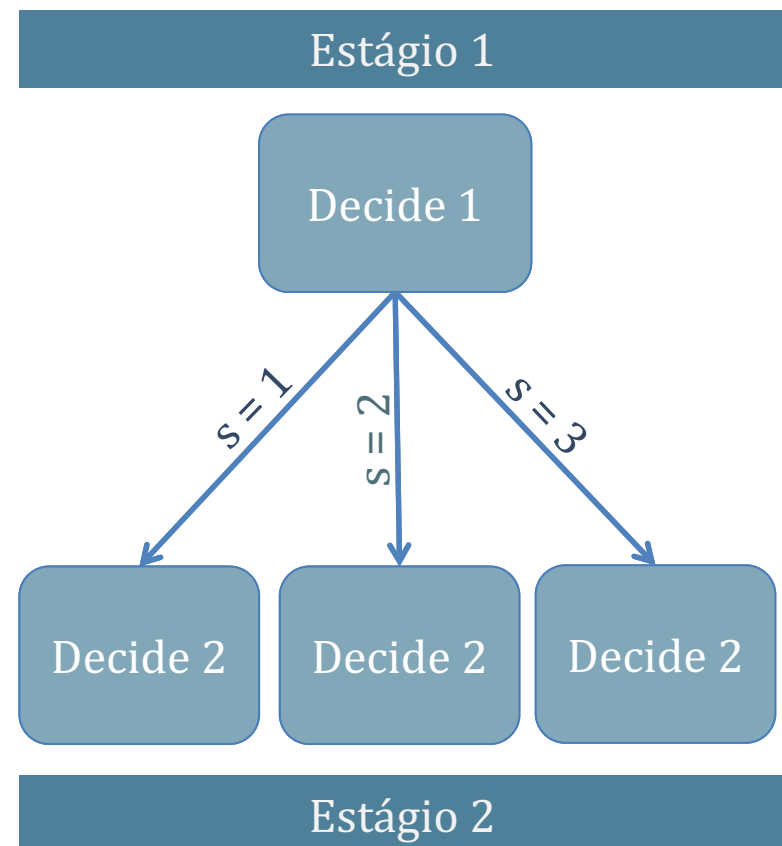 Estágio 1
Decide 1
s = 1
s = 2
s = 3
Decide 2
Decide 2
Decide 2
Estágio 2